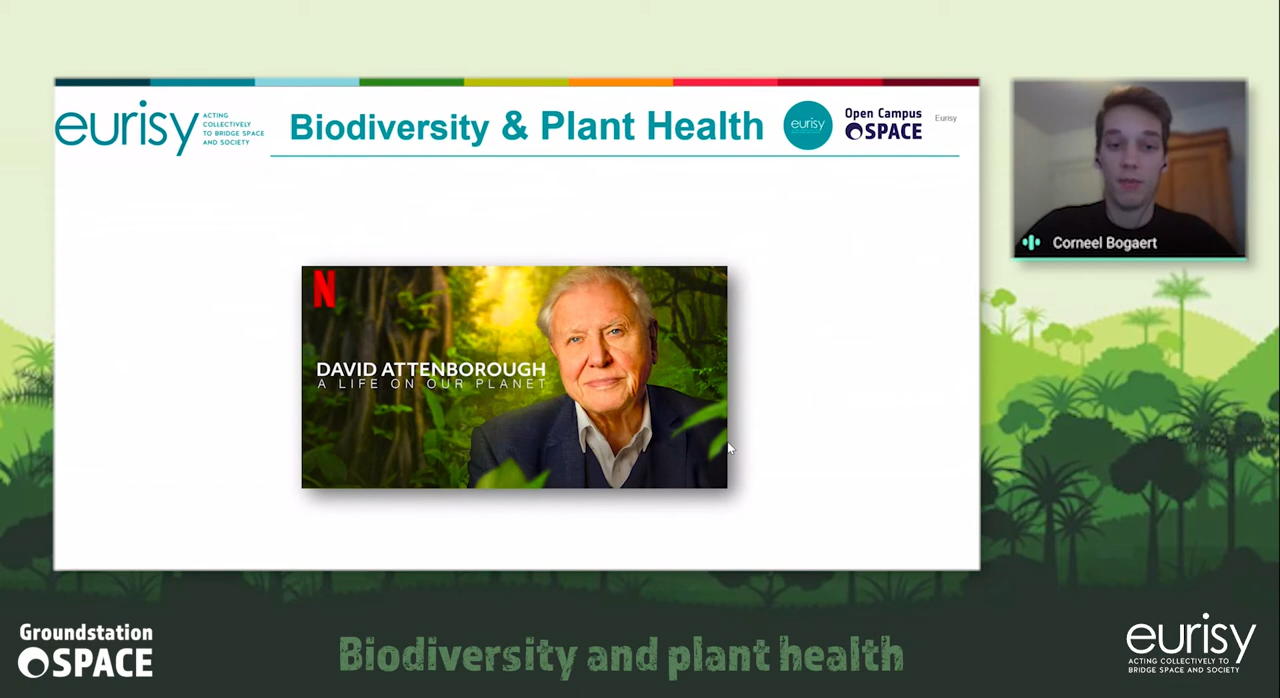 eurisy
ACTING
COLLECTIVELY
TO BRIDGE SPACE
AND SOCIETY
Biodiversity & Plant Health
eurisy
Open Campus
SPACE
Eurisy
N
DAVID ATTENBOROUGH
A LIFE ON OUR PLANET
Corneel Bogaert
Groundstation
SPACE
Biodiversity and plant health
eurisy
ACTING COLLECTIVELY TO
BRIDGE SPACE AND SOCIETY